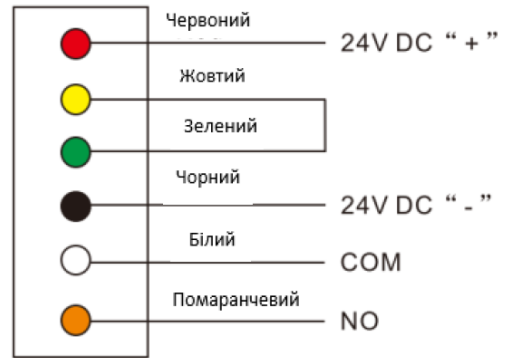 Червоний
24V DC “ + ”
Жовтий
Зелений
Чорний
24V DC “ - ”
Білий
COM
Помаранчевий
NO